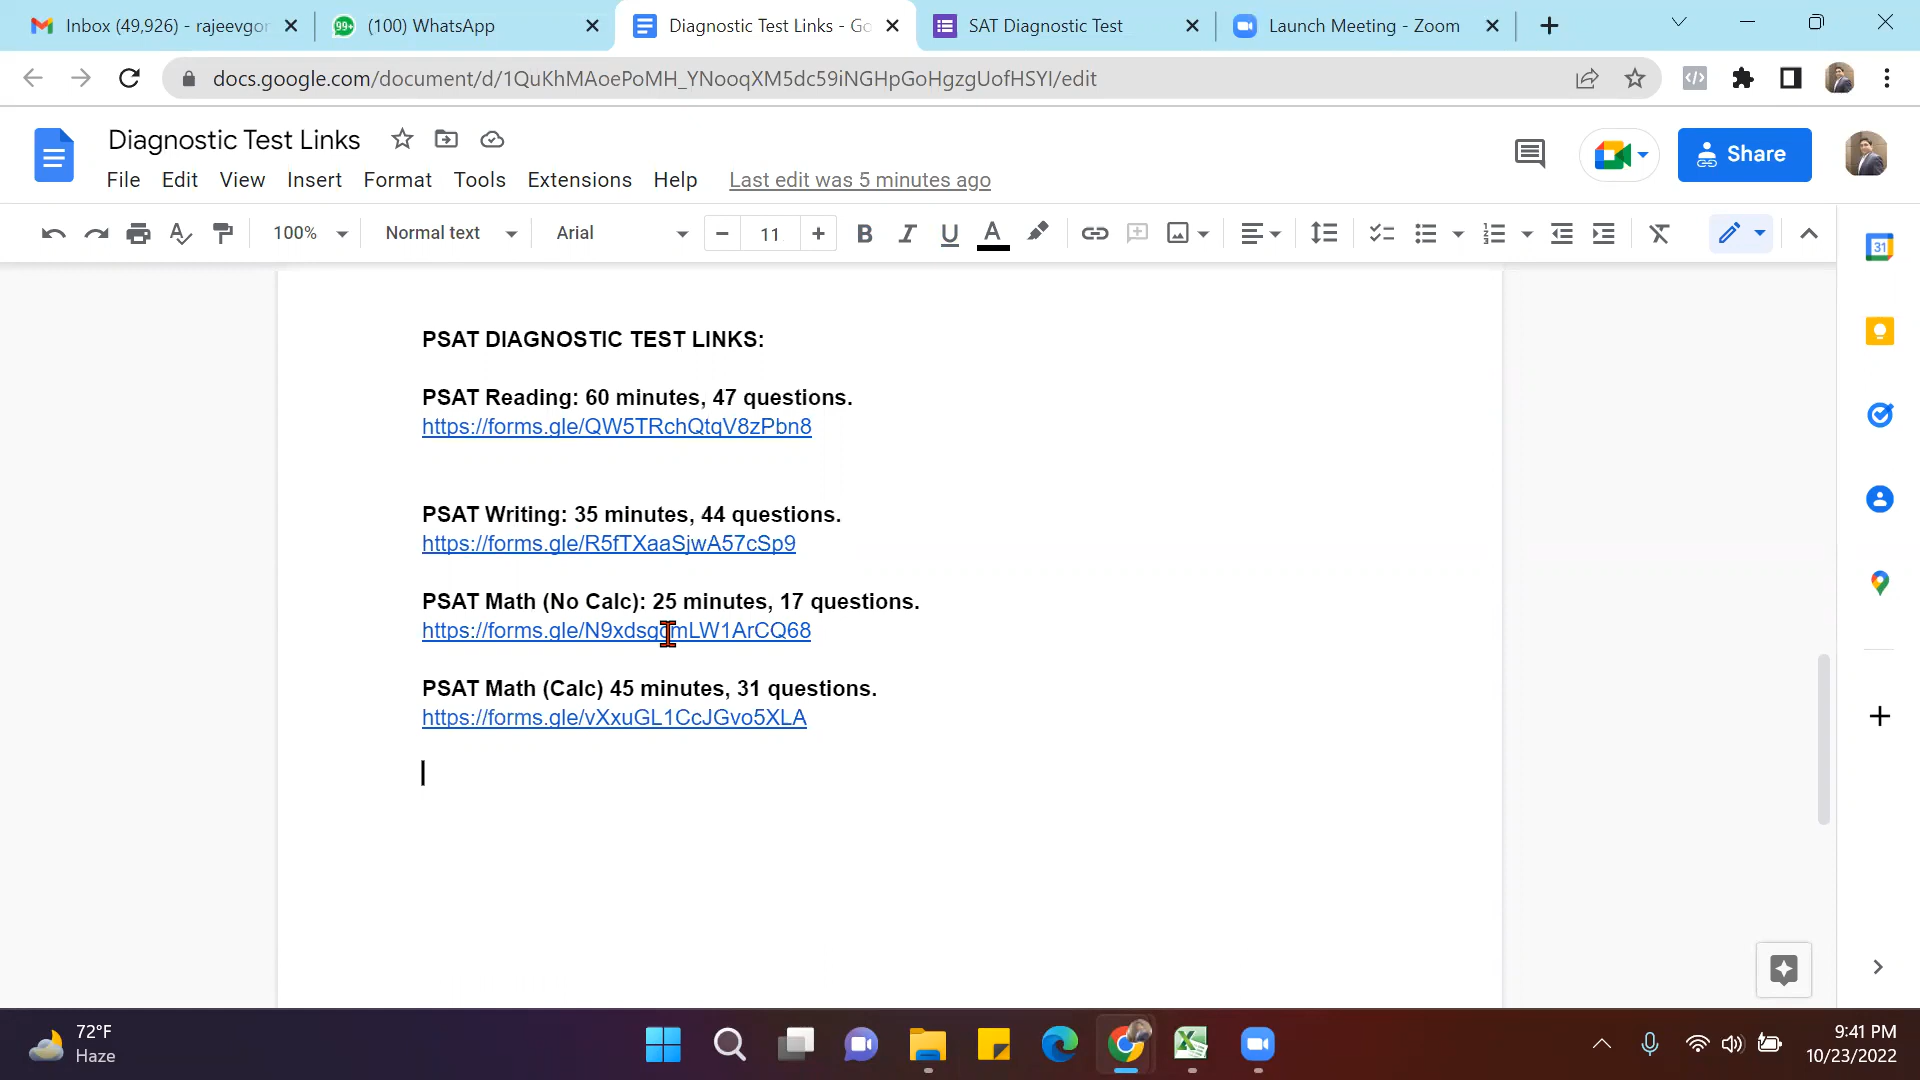 Inbox (49,926) - rajeevgor
99+
(100) WhatsApp
Diagnostic Test Links - Go
SAT Diagnostic Test
Launch Meeting - Zoom
docs.google.com/document/d/1QuKhMAoePoMH_YNooqXM5dc59iNGHpGoHgzgUofHSYI/edit
Diagnostic Test Links
Share
File Edit View Insert Format Tools Extensions Help Last edit was 5 minutes ago
100% Normal text Arial 11 B I U A
31
PSAT DIAGNOSTIC TEST LINKS:
PSAT Reading: 60 minutes, 47 questions.
https://forms.gle/QW5TRchQtqV8zPbn8
PSAT Writing: 35 minutes, 44 questions.
https://forms.gle/R5fTXaaSjwA57cSp9
PSAT Math (No Calc): 25 minutes, 17 questions.
PSAT Math (Calc) 45 minutes, 31 questions.
https://forms.gle/vXxuGL1CcJGvo5XLA
72°F
Haze
9:41 PM
10/23/2022